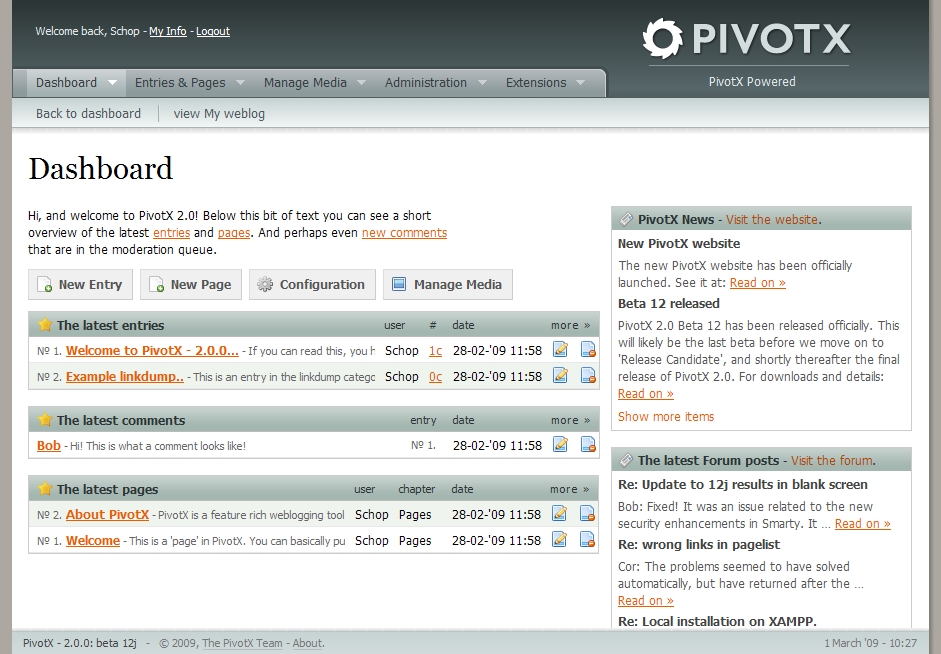 Welcome back, Schop - My Info - Logout
PIVOTX
PivotX Powered
Dashboard Entries & Pages Manage Media Administration Extensions
Back to dashboard view My weblog
Dashboard
Hi, and welcome to PivotX 2.0! Below this bit of text you can see a short
overview of the latest entries and pages. And perhaps even new comments
that are in the moderation queue.
New Entry New Page Configuration Manage Media
The latest entries user # date more »
Nº 1. Welcome to PivotX - 2.0.0... - If you can read this, you h Schop 1c 28-02-'09 11:58
Nº 2. Example linkdump.. - This is an entry in the linkdump catego Schop 0c 28-02-'09 11:58
The latest comments entry date more »
Bob - Hi! This is what a comment looks like! Nº 1. 28-02-'09 11:58
The latest pages user chapter date more »
Nº 2. About PivotX - PivotX is a feature rich weblogging tool Schop Pages 28-02-'09 11:58
Nº 1. Welcome - This is a 'page' in PivotX. You can basically pu Schop Pages 28-02-'09 11:58
PivotX News - Visit the website.
New PivotX website
The new PivotX website has been officially
launched. See it at: Read on »
Beta 12 released
PivotX 2.0 Beta 12 has been released officially. This
will likely be the last beta before we move on to
'Release Candidate', and shortly thereafter the final
release of PivotX 2.0. For downloads and details:
Read on »
Show more items
The latest Forum posts - Visit the forum.
Re: Update to 12j results in blank screen
Bob: Fixed! It was an issue related to the new
security enhancements in Smarty. It ... Read on »
Re: wrong links in pagelist
Cor: The problems seemed to have solved
automatically, but have returned after the ...
Read on »
Re: Local installation on XAMPP.
PivotX - 2.0.0: beta 12j - © 2009, The PivotX Team - About.
1 March '09 - 10:27